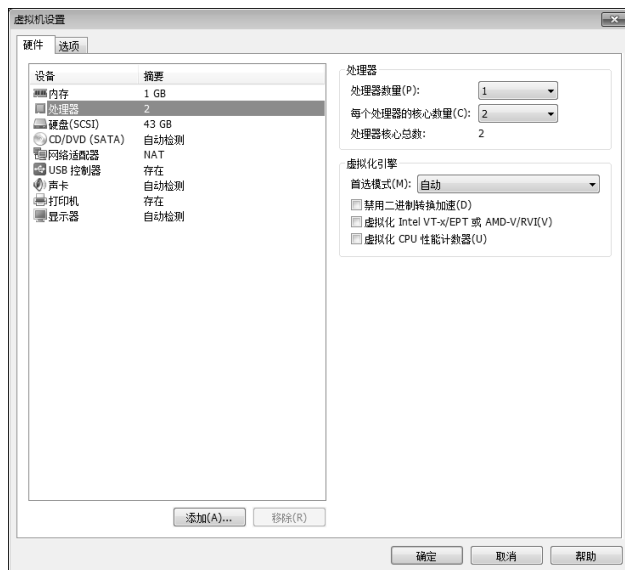 虚拟机设置
硬件 选项
设备 摘要
内存 1 GB
处理器 2
硬盘(SCSI) 43 GB
CD/DVD (SATA) 自动检测
网络适配器 NAT
USB 控制器 存在
声卡 自动检测
打印机 存在
显示器 自动检测
添加(A)... 移除(R)
处理器
处理器数量(P): 1
每个处理器的核心数量(C): 2
处理器核心总数: 2
虚拟化引擎
首选模式(M): 自动
禁用二进制转换加速(D)
虚拟化 Intel VT-x/EPT 或 AMD-V/RVI(V)
虚拟化 CPU 性能计数器(U)
确定 取消 帮助